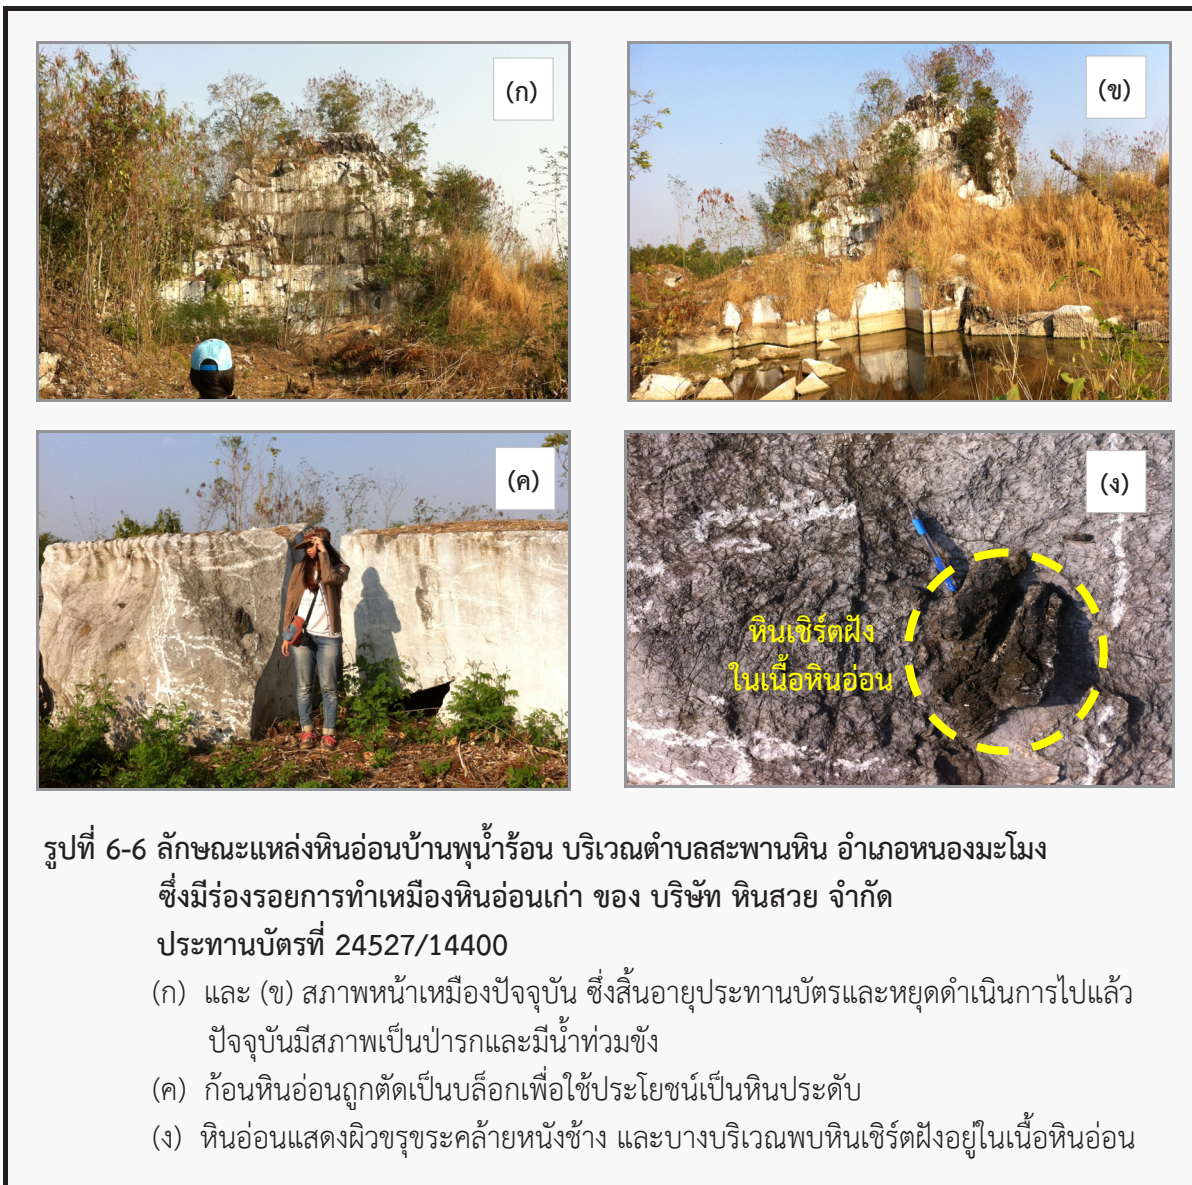 (ก)
(ข)
(ค)
(ง)
หินเชิร์ตฝัง
ในเนื้อหินอ่อน
รูปที่ 6-6 ลักษณะแหล่งหินอ่อนบ้านพุน้ำร้อน บริเวณตำบลสะพานหิน อำเภอหนองมะโมง
ซึ่งมีร่องรอยการทำเหมืองหินอ่อนเก่า ของ บริษัท หินสวย จำกัด
ประทานบัตรที่ 24527/14400
(ก) และ (ข) สภาพหน้าเหมืองปัจจุบัน ซึ่งสิ้นอายุประทานบัตรและหยุดดำเนินการไปแล้ว
ปัจจุบันมีสภาพเป็นป่ารกและมีน้ำท่วมขัง
(ค) ก้อนหินอ่อนถูกตัดเป็นบล็อกเพื่อใช้ประโยชน์เป็นหินประดับ
(ง) หินอ่อนแสดงผิวขรุขระคล้ายหนังช้าง และบางบริเวณพบหินเชิร์ตฝังอยู่ในเนื้อหินอ่อน